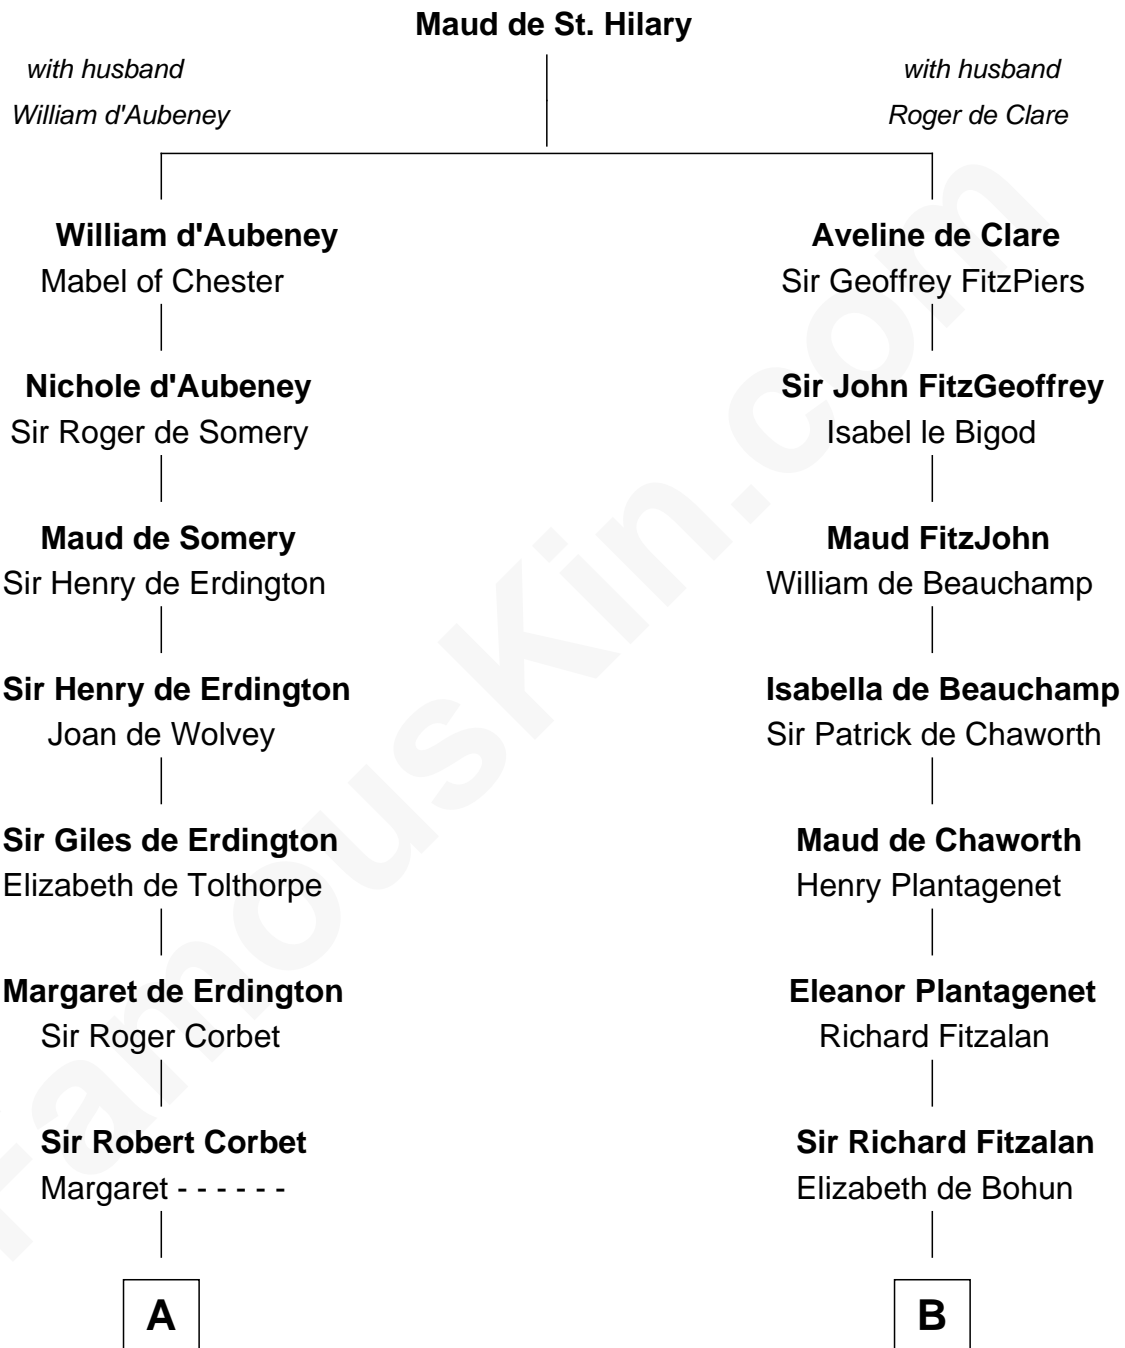 Maud de St. Hilary
with husband
William d'Aubeney
with husband
Roger de Clare
William d'Aubeney
Mabel of Chester
Nichole d'Aubeney
Sir Roger de Somery
Maud de Somery
Sir Henry de Erdington
Sir Henry de Erdington
Joan de Wolvey
Sir Giles de Erdington
Elizabeth de Tolthorpe
Margaret de Erdington
Sir Roger Corbet
Sir Robert Corbet
Margaret - - - - - -
A
Aveline de Clare
Sir Geoffrey FitzPiers
Sir John FitzGeoffrey
Isabel le Bigod
Maud FitzJohn
William de Beauchamp
Isabella de Beauchamp
Sir Patrick de Chaworth
Maud de Chaworth
Henry Plantagenet
Eleanor Plantagenet
Richard Fitzalan
Sir Richard Fitzalan
Elizabeth de Bohun
B
FamousKin.com